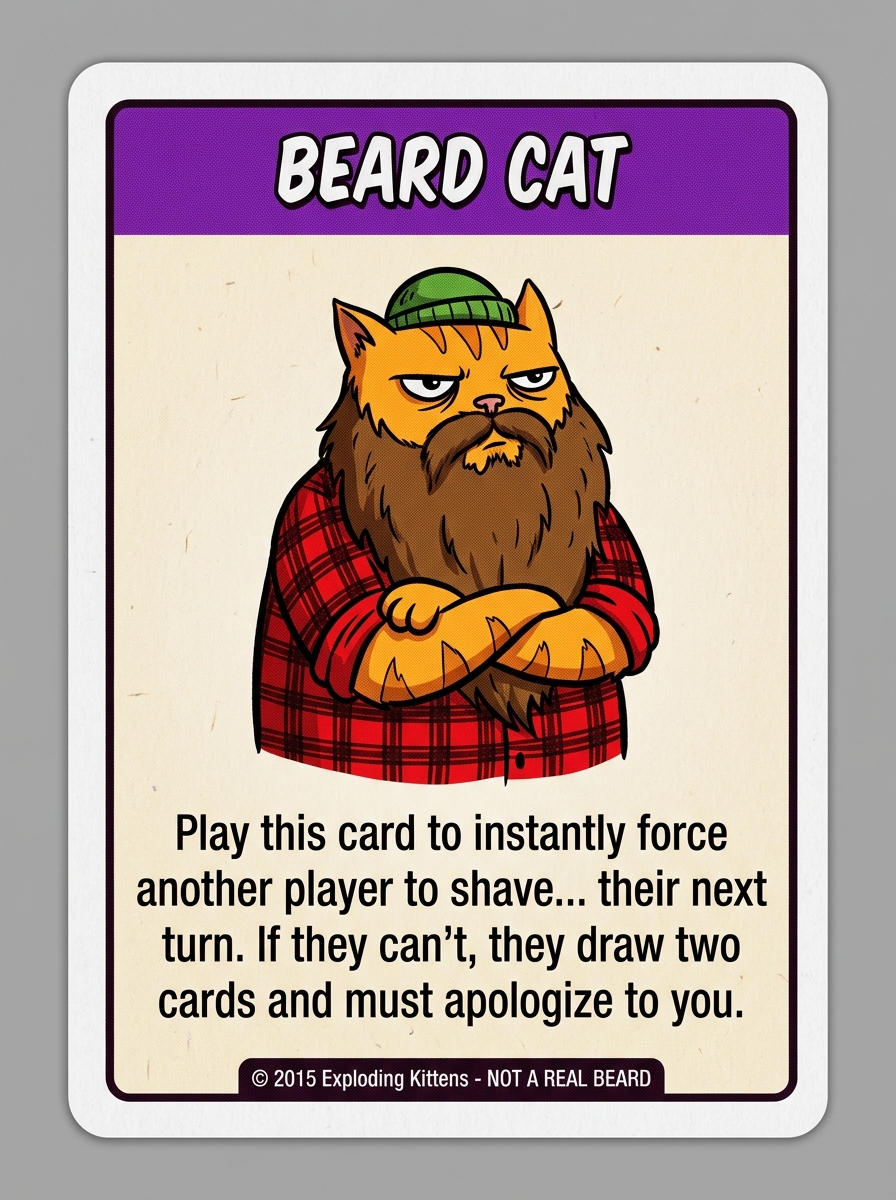 BEARD CAT
Play this card to instantly force
another player to shave... their next
turn. If they can’t, they draw two
cards and must apologize to you.
© 2015 Exploding Kittens - NOT A REAL BEARD